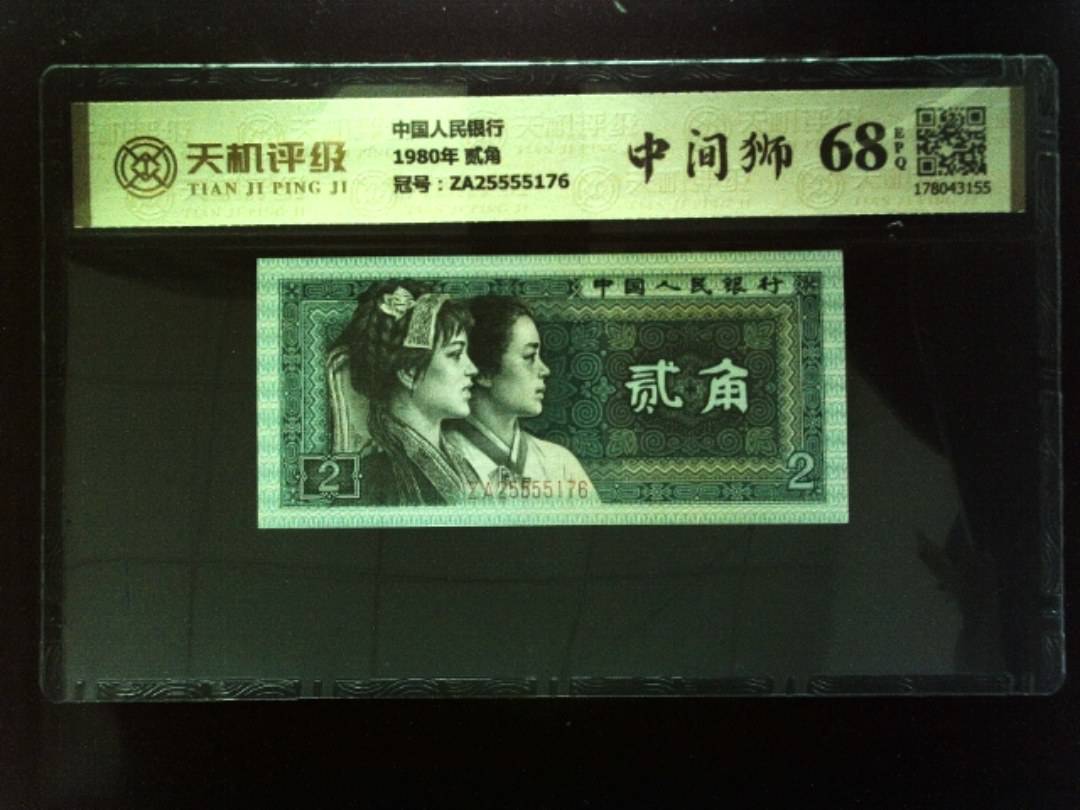 天机评级
TIAN JI PING JI
中国人民银行
1980年 贰角
冠号：ZA25555176
中间狮
68
EPQ
178043155
中国人民银行
贰角
2
2
ZA25555176